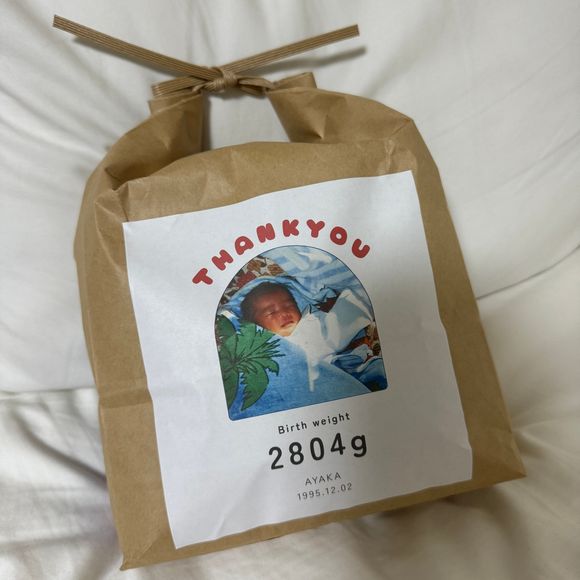 THANKYOU
Birth weight
2804g
AYAKA
1995.12.02